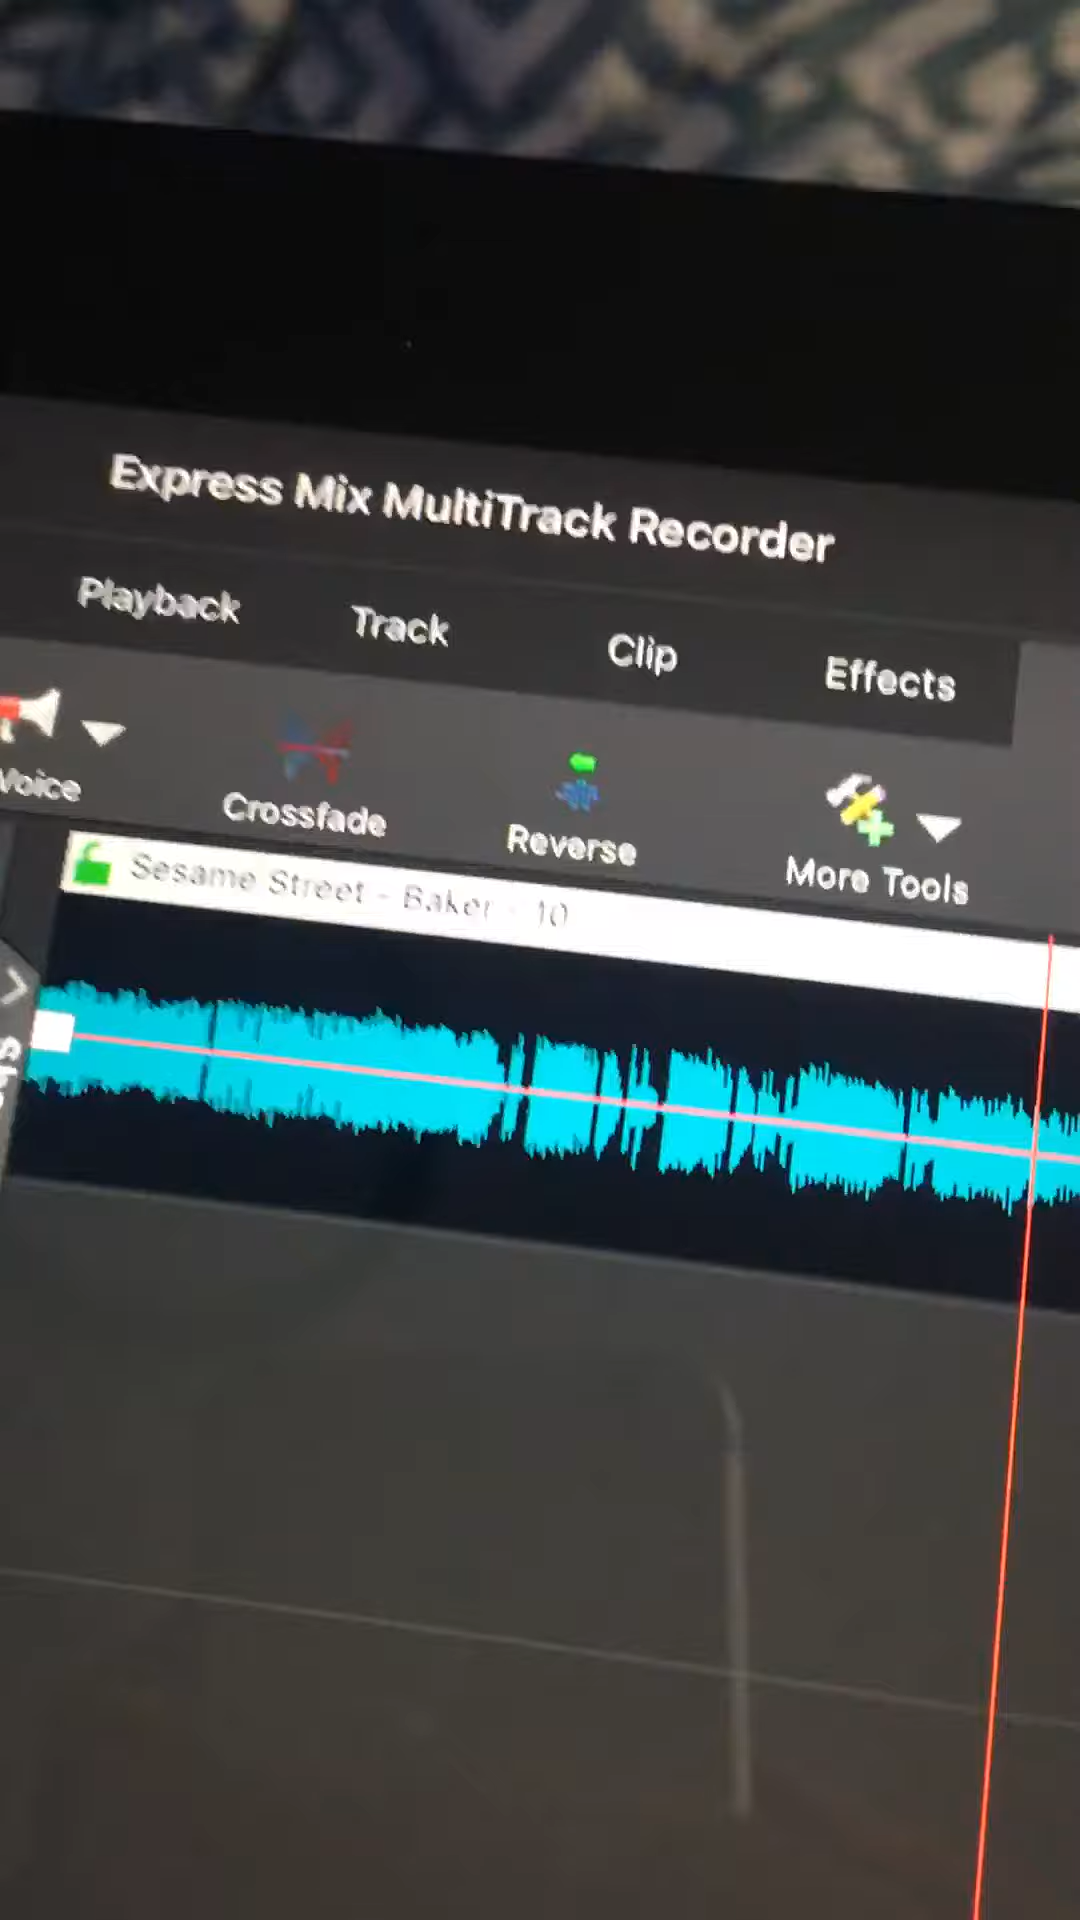 Express Mix MultiTrack Recorder
Playback Track Clip Effects
Voice Crossfade Reverse More Tools
Sesame Street - Baker - 10